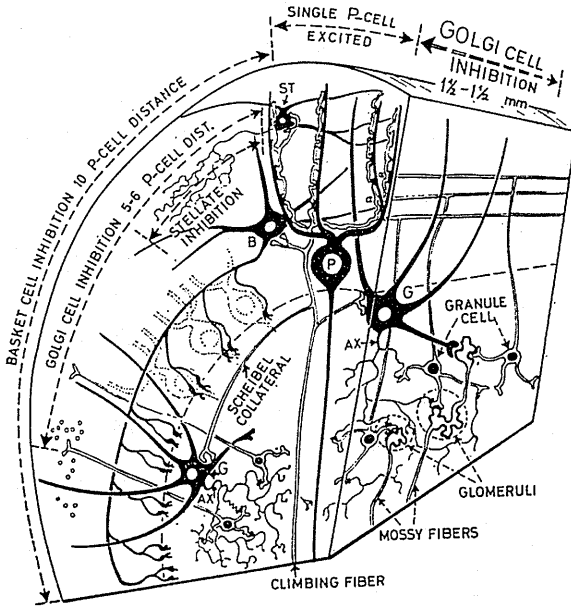 SINGLE P-CELL
EXCITED
GOLGI CELL
INHIBITION
1½-1½ mm
BASKET CELL INHIBITION 10 P-CELL DISTANCE
GOLGI CELL INHIBITION 5-6 P-CELL DIST.
STELLATE
INHIBITION
ST
B
P
G
GRANULE
CELL
AX
SCHEIBEL
COLLATERAL
G
AX
GLOMERULI
MOSSY FIBERS
CLIMBING FIBER